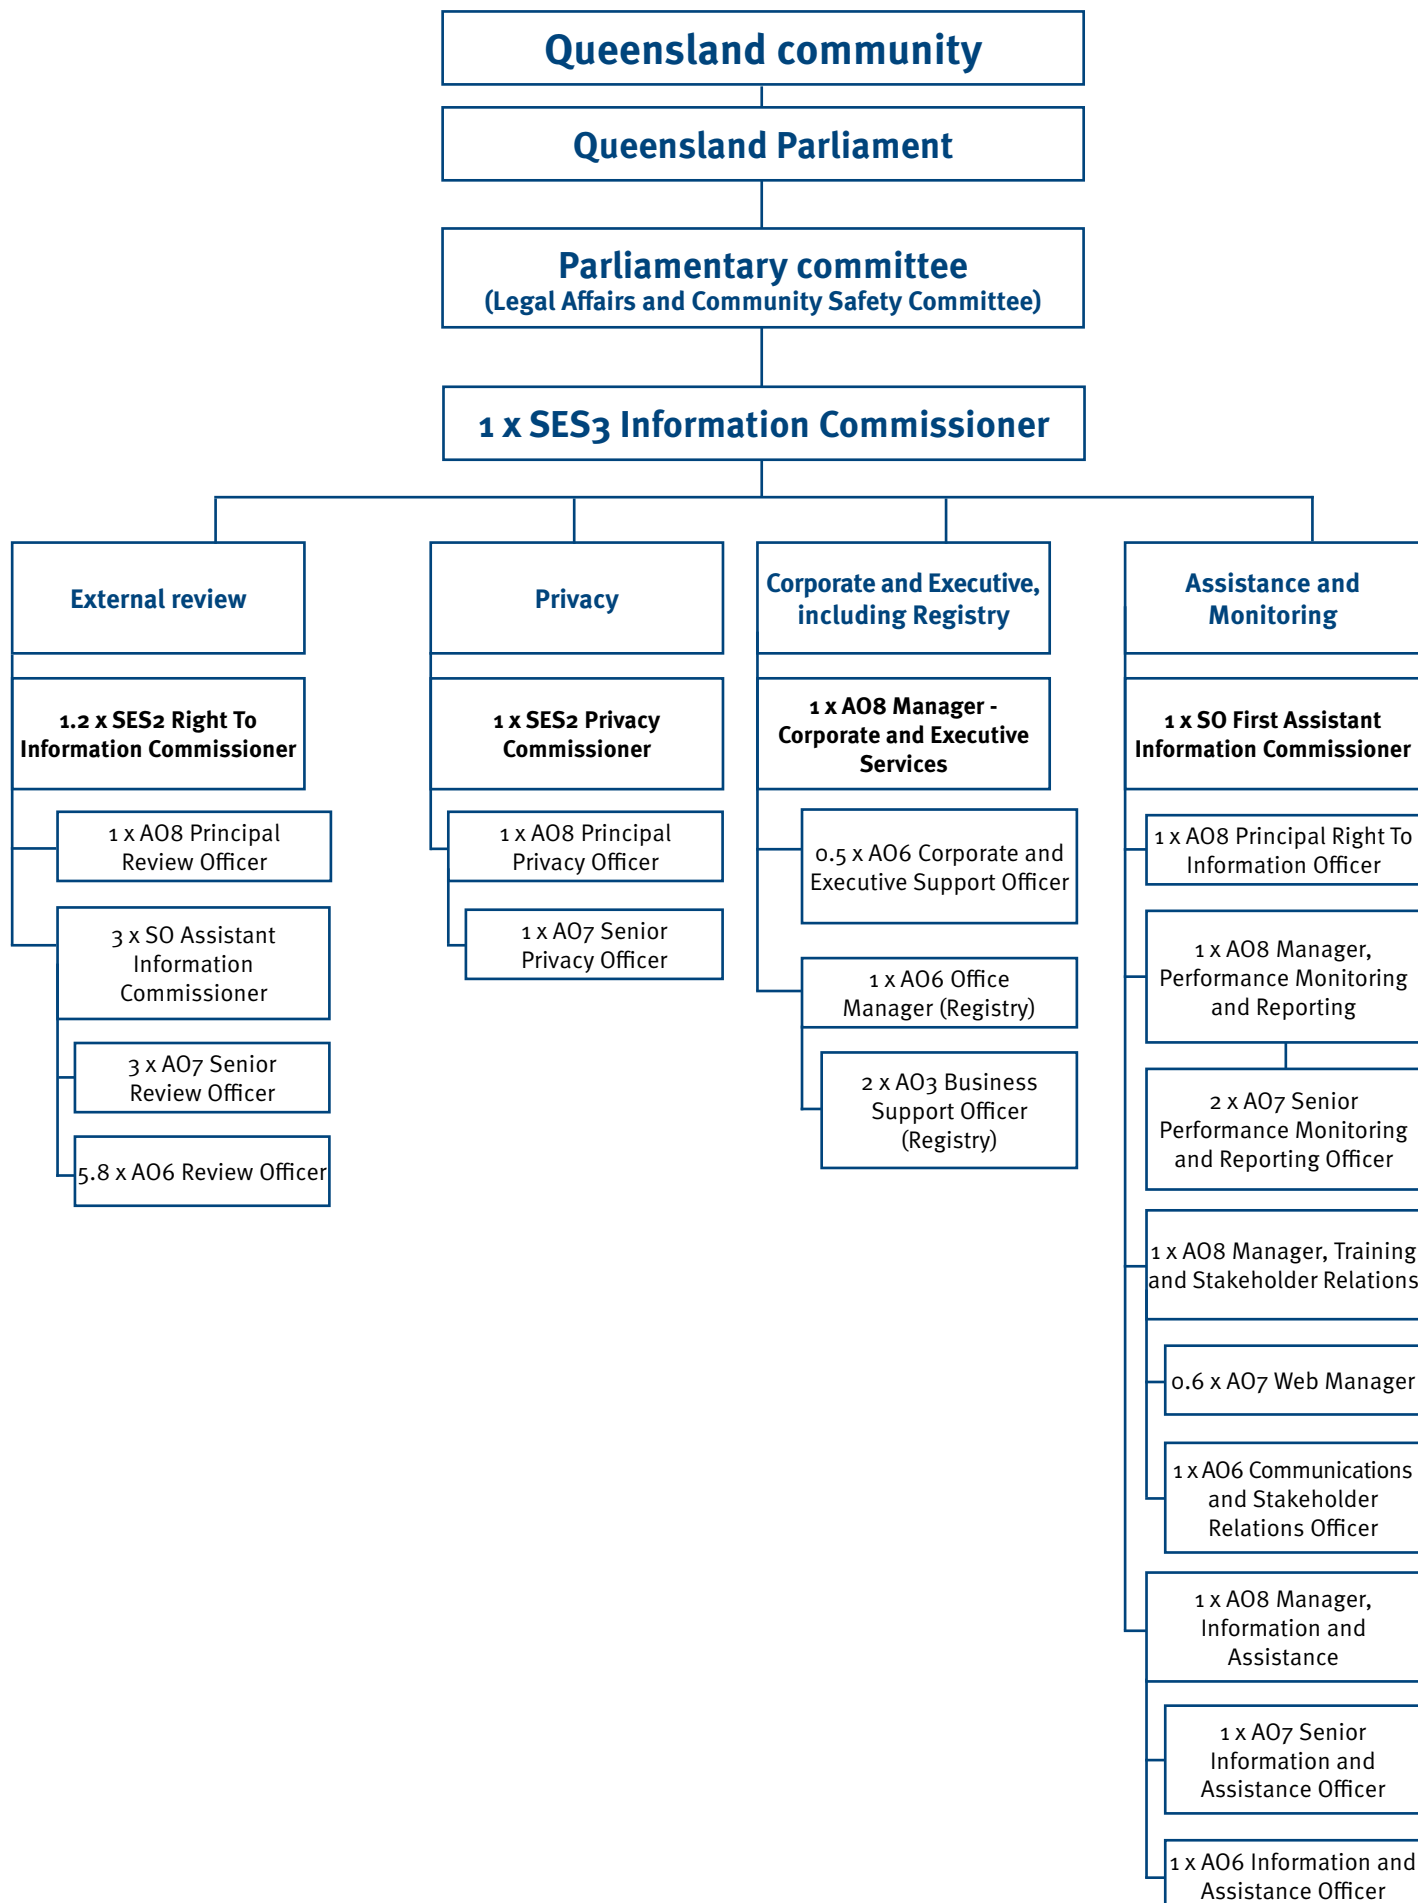 Queensland community
Queensland Parliament
Parliamentary committee
(Legal Affairs and Community Safety Committee)
1 x SES3 Information Commissioner
External review
1.2 x SES2 Right To
Information Commissioner
1 x AO8 Principal
Review Officer
3 x SO Assistant
Information
Commissioner
3 x AO7 Senior
Review Officer
5.8 x AO6 Review Officer
Privacy
1 x SES2 Privacy
Commissioner
1 x AO8 Principal
Privacy Officer
1 x AO7 Senior
Privacy Officer
Corporate and Executive,
including Registry
1 x AO8 Manager -
Corporate and Executive
Services
0.5 x AO6 Corporate and
Executive Support Officer
1 x AO6 Office
Manager (Registry)
2 x AO3 Business
Support Officer
(Registry)
Assistance and
Monitoring
1 x SO First Assistant
Information Commissioner
1 x AO8 Principal Right To
Information Officer
1 x AO8 Manager,
Performance Monitoring
and Reporting
2 x AO7 Senior
Performance Monitoring
and Reporting Officer
1 x AO8 Manager, Training
and Stakeholder Relations
0.6 x AO7 Web Manager
1 x AO6 Communications
and Stakeholder
Relations Officer
1 x AO8 Manager,
Information and
Assistance
1 x AO7 Senior
Information and
Assistance Officer
1 x AO6 Information and
Assistance Officer